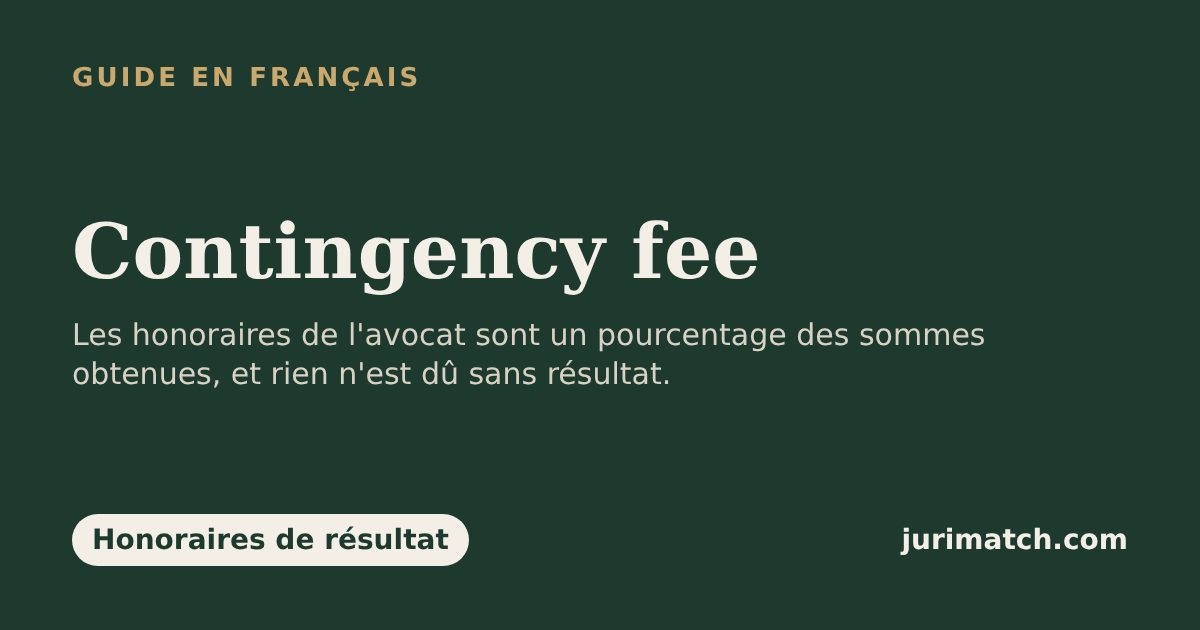 GUIDE EN FRANÇAIS
Contingency fee
Les honoraires de l'avocat sont un pourcentage des sommes
obtenues, et rien n'est dû sans résultat.
Honoraires de résultat
jurimatch.com